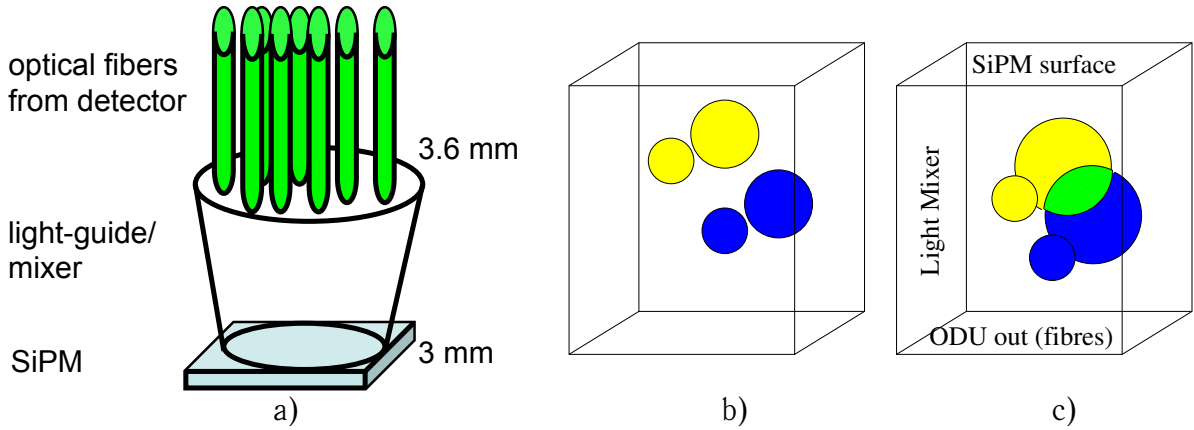 optical fibers
from detector
3.6 mm
light-guide/
mixer
SiPM
3 mm
a)
b)
SiPM surface
Light Mixer
ODU out (fibres)
c)